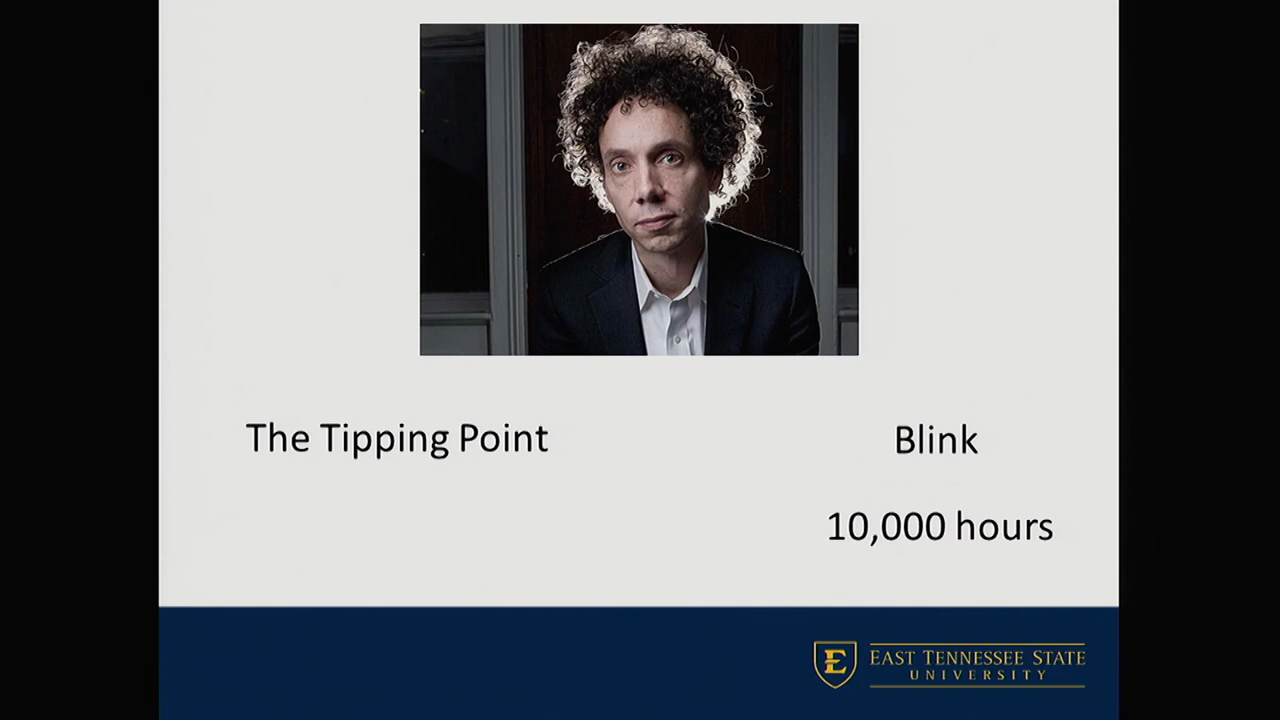 The Tipping Point
Blink
10,000 hours
E
EAST TENNESSEE STATE
UNIVERSITY